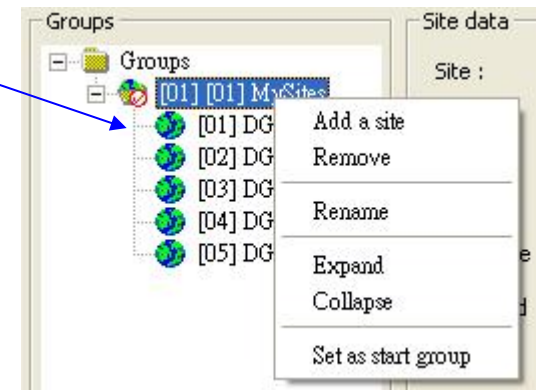 Groups
Site data
Groups
Site :
[01] [01] MySites
[01] DG
Add a site
[02] DG
Remove
[03] DG
[04] DG
Rename
[05] DG
Expand
Collapse
Set as start group